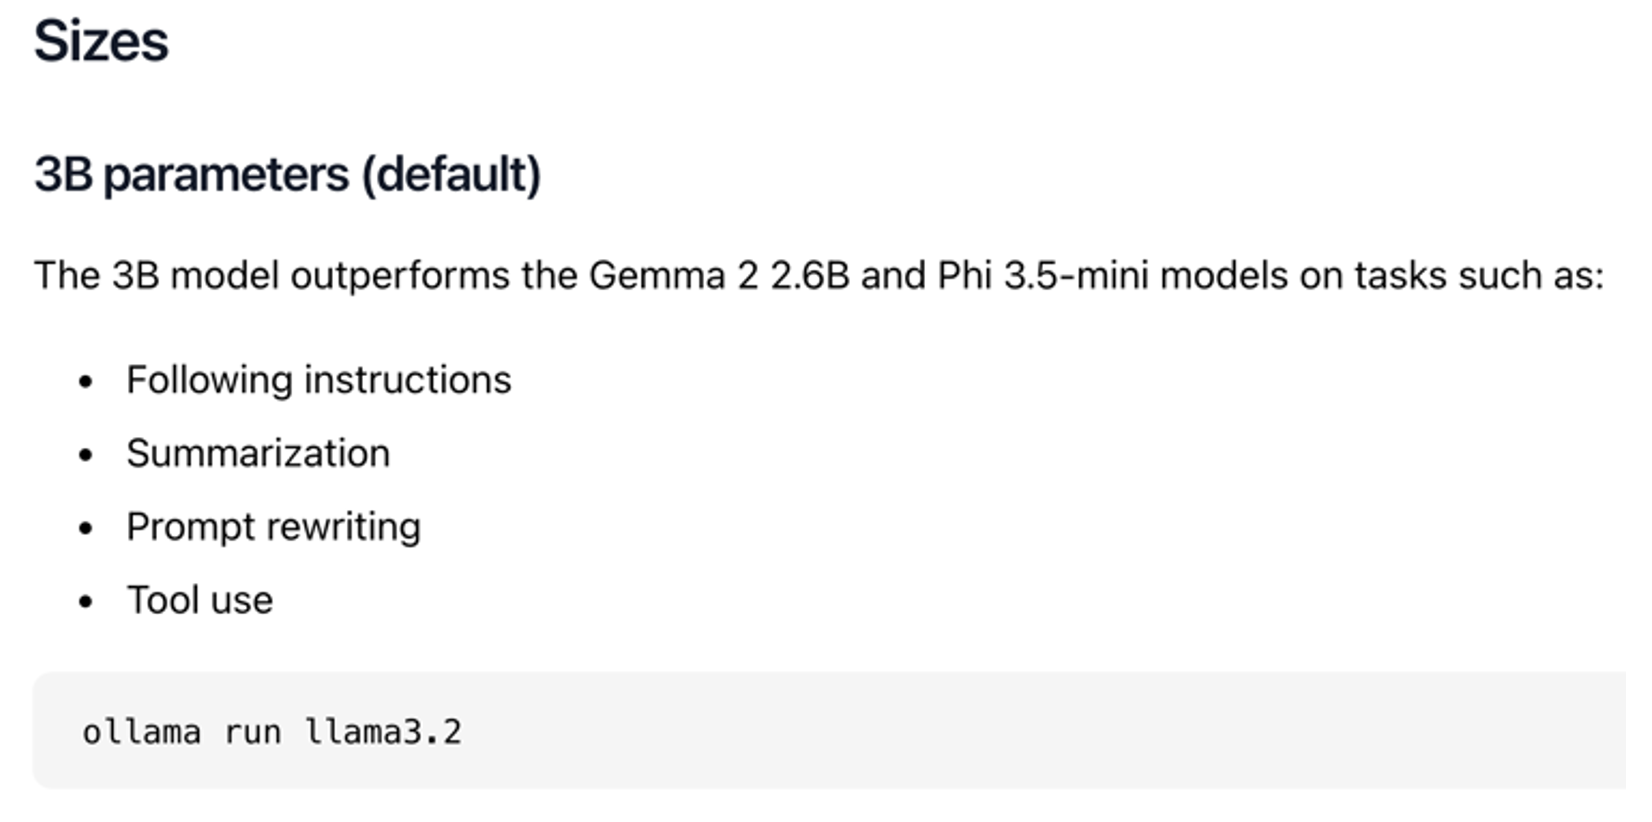 Sizes
3B parameters (default)
The 3B model outperforms the Gemma 2 2.6B and Phi 3.5-mini models on tasks such as:
• Following instructions
• Summarization
• Prompt rewriting
• Tool use
ollama run llama3.2